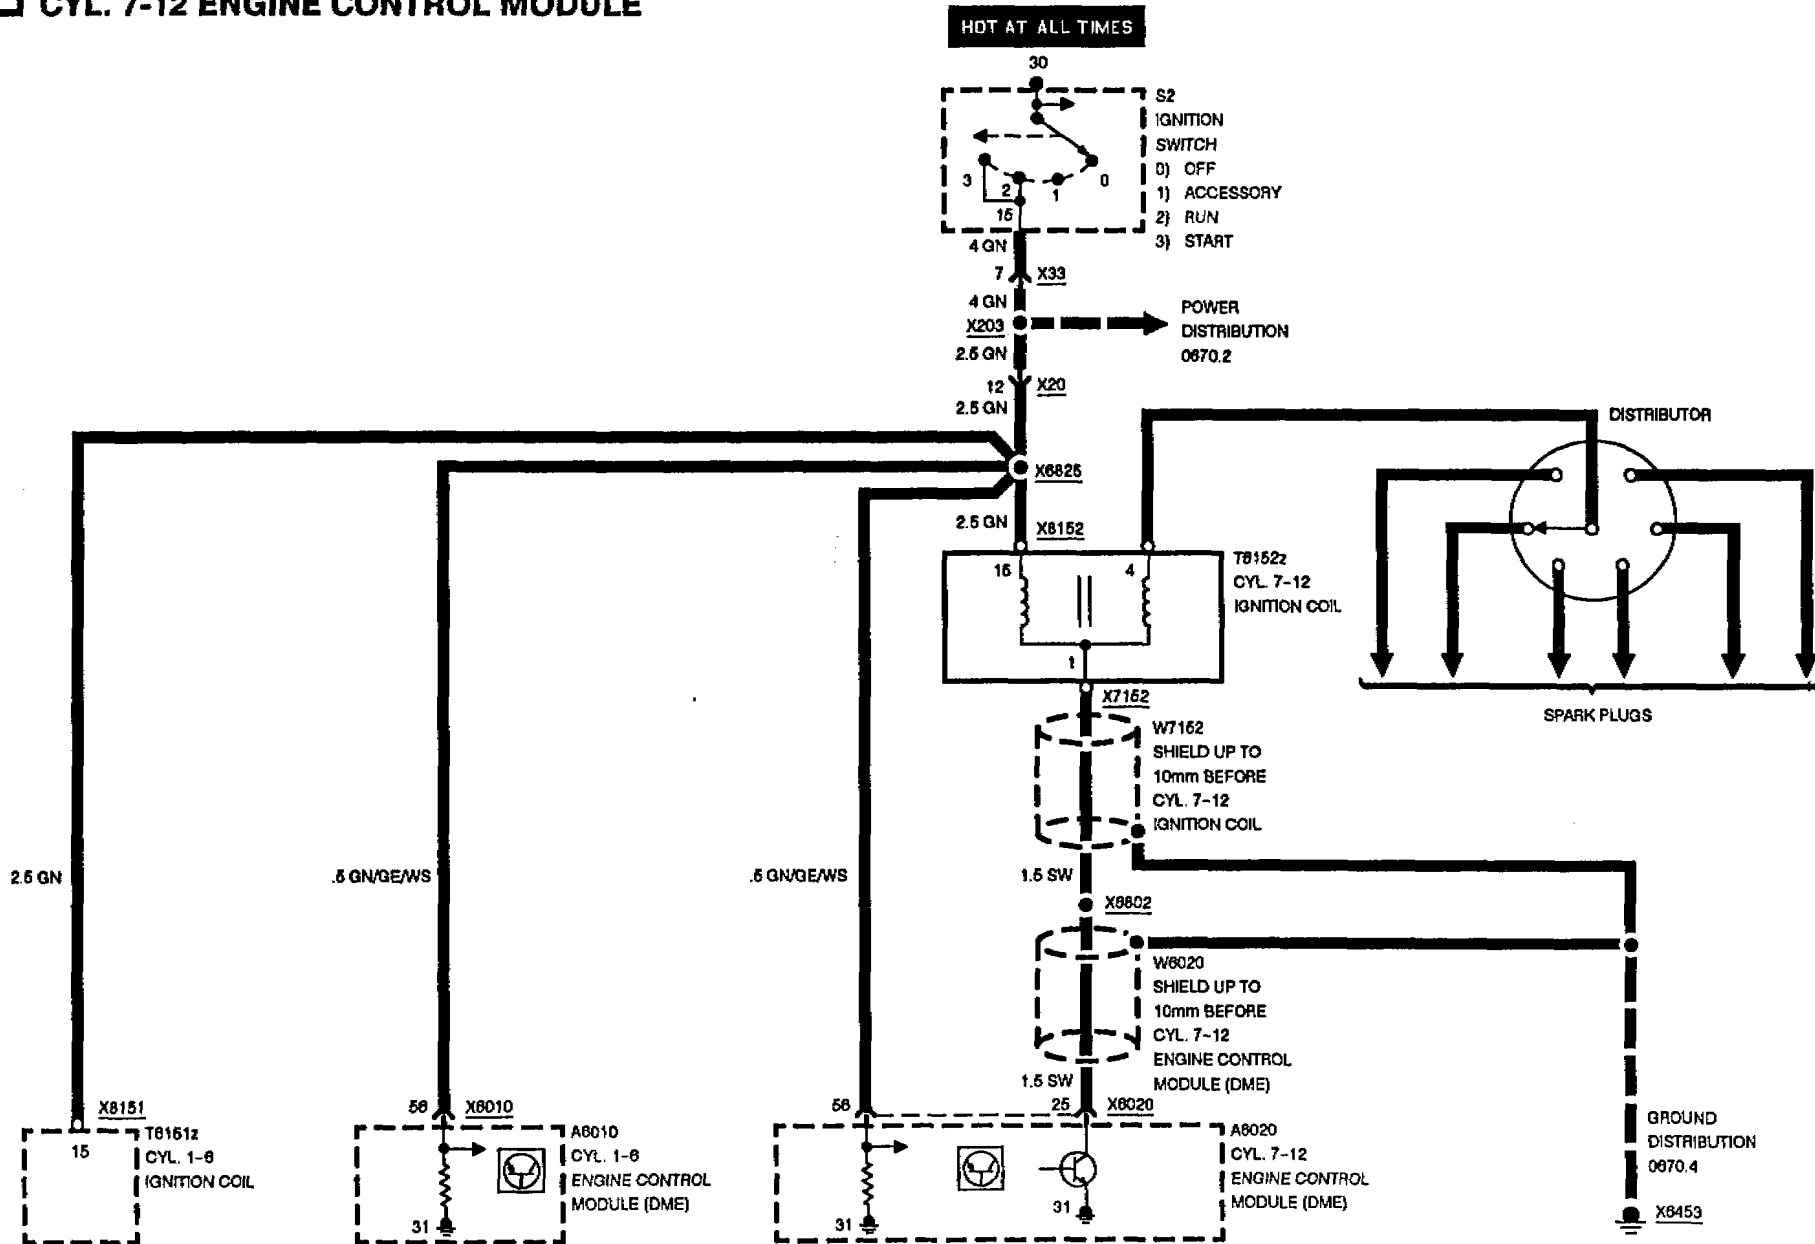 CYL. 7-12 ENGINE CONTROL MODULE
HOT AT ALL TIMES
30
S2
IGNITION
SWITCH
0) OFF
1) ACCESSORY
2) RUN
3) START
3
2
1
0
15
4 GN
7
X33
4 GN
X203
POWER
DISTRIBUTION
0670.2
2.5 GN
12
X20
2.5 GN
DISTRIBUTOR
X6825
2.5 GN
X6152
15
4
T6152z
CYL. 7-12
IGNITION COIL
1
X7152
SPARK PLUGS
W7152
SHIELD UP TO
10mm BEFORE
CYL. 7-12
IGNITION COIL
2.5 GN
.5 GN/GE/WS
.5 GN/GE/WS
1.5 SW
X6802
W6020
SHIELD UP TO
10mm BEFORE
CYL. 7-12
ENGINE CONTROL
MODULE (DME)
1.5 SW
X6151
56
X6010
56
25
X6020
15
T6151z
CYL. 1-6
IGNITION COIL
A6010
CYL. 1-6
ENGINE CONTROL
MODULE (DME)
31
31
31
A6020
CYL. 7-12
ENGINE CONTROL
MODULE (DME)
GROUND
DISTRIBUTION
0670.4
X6453